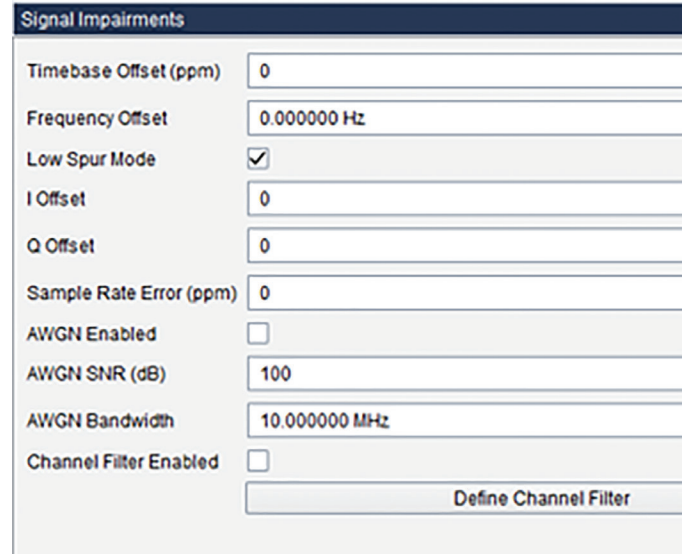 Signal Impairments
Timebase Offset (ppm) 0
Frequency Offset 0.000000 Hz
Low Spur Mode
I Offset 0
Q Offset 0
Sample Rate Error (ppm) 0
AWGN Enabled
AWGN SNR (dB) 100
AWGN Bandwidth 10.000000 MHz
Channel Filter Enabled
Define Channel Filter